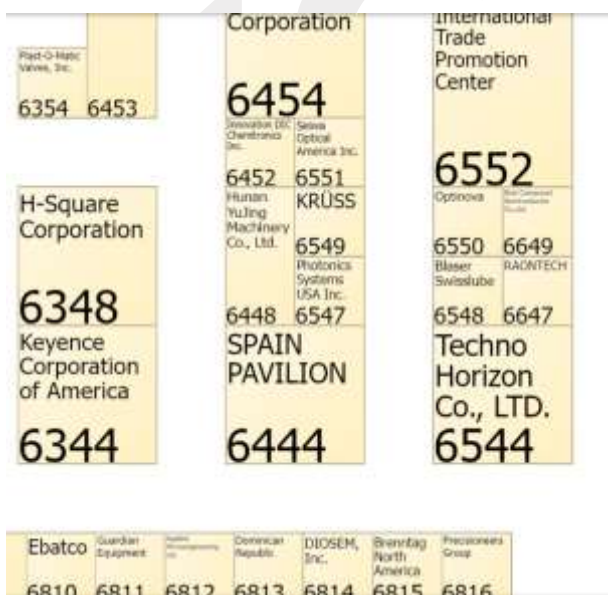 Plast-O-Matic
Valves, Inc.
6354
6453
Corporation
6454
Innovation DIC
Chemitronics
Inc.
6452
Seiwa
Optical
America Inc.
6551
International
Trade
Promotion
Center
6552
H-Square
Corporation
6348
Hunan
YuJing
Machinery
Co., Ltd.
6448
KRÜSS
6549
Photonics
Systems
USA Inc.
6547
Optinova
6550
6649
Blaser
Swisslube
6548
RAONTECH
6647
Keyence
Corporation
of America
6344
SPAIN
PAVILION
6444
Techno
Horizon
Co., LTD.
6544
Ebatco
6810
Guardian
Equipment
6811
6812
Dominican
Republic
6813
DIOSEM,
Inc.
6814
Brenntag
North
America
6815
Precisioneers
Group
6816